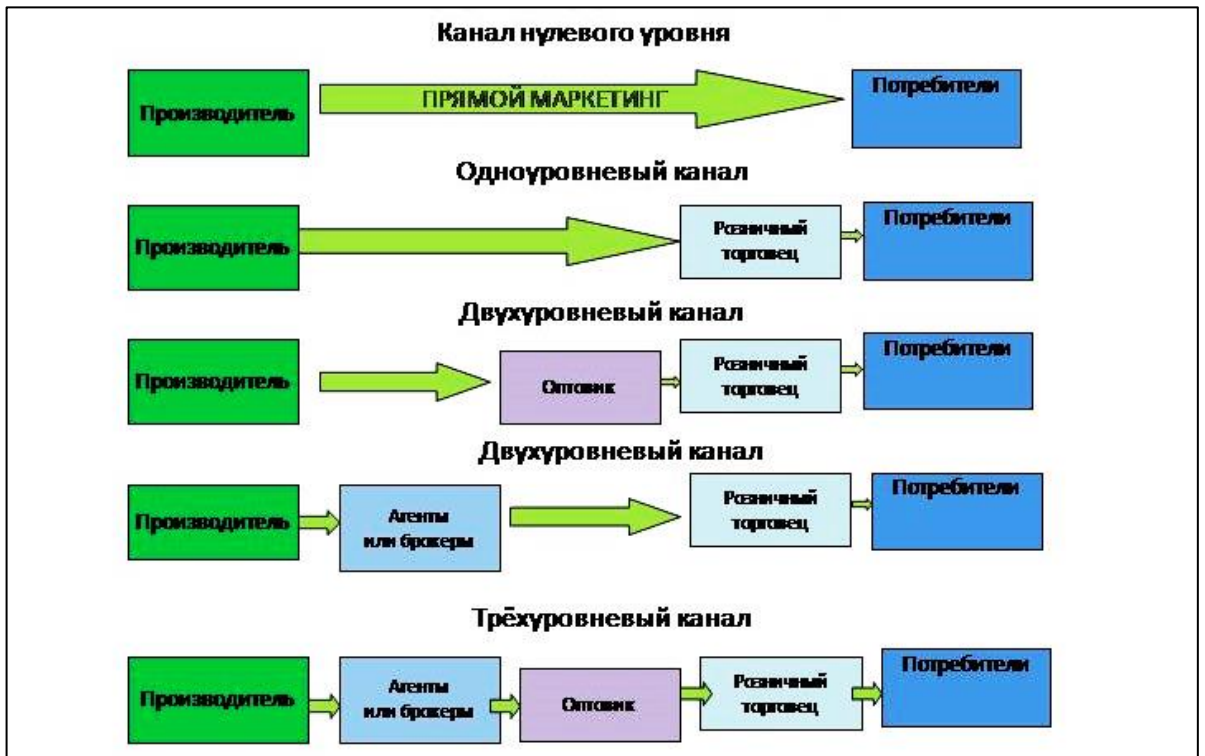 Канал нулевого уровня
Производитель
ПРЯМОЙ МАРКЕТИНГ
Потребители
Одноуровневый канал
Производитель
Розничный
торговец
Потребители
Двухуровневый канал
Производитель
Оптовик
Розничный
торговец
Потребители
Двухуровневый канал
Производитель
Агенты
или брокеры
Розничный
торговец
Потребители
Трёхуровневый канал
Производитель
Агенты
или брокеры
Оптовик
Розничный
торговец
Потребители